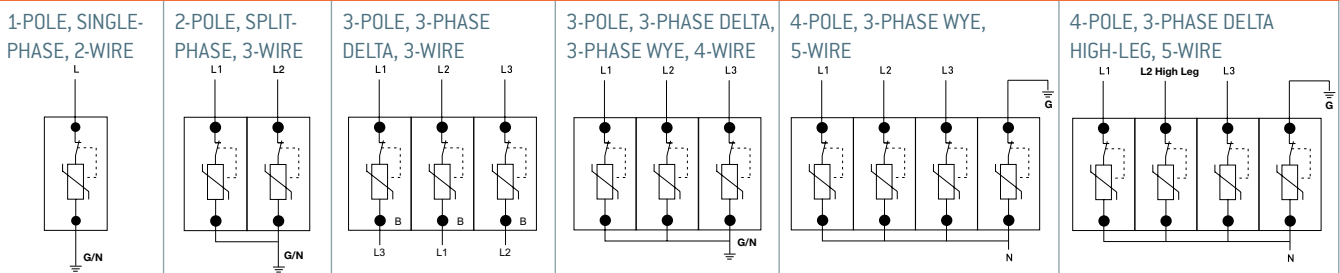 1-POLE, SINGLE-
PHASE, 2-WIRE
L
G/N
2-POLE, SPLIT-
PHASE, 3-WIRE
L1 L2
G/N
3-POLE, 3-PHASE
DELTA, 3-WIRE
L1 L2 L3
B B B
L3 L1 L2
3-POLE, 3-PHASE DELTA,
3-PHASE WYE, 4-WIRE
L1 L2 L3
G/N
4-POLE, 3-PHASE WYE,
5-WIRE
L1 L2 L3
G
N
4-POLE, 3-PHASE DELTA
HIGH-LEG, 5-WIRE
L1 L2 High Leg L3
G
N